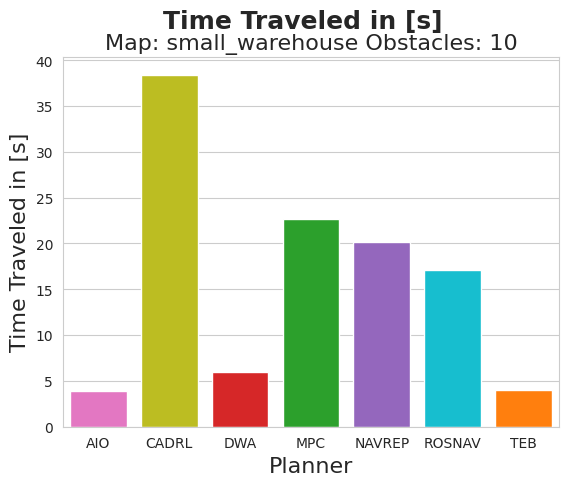 Time Traveled in [s]
Map: small_warehouse Obstacles: 10
Time Traveled in [s]
40
35
30
25
20
15
10
5
0
AIO CADRL DWA MPC NAVREP ROSNAV TEB
Planner